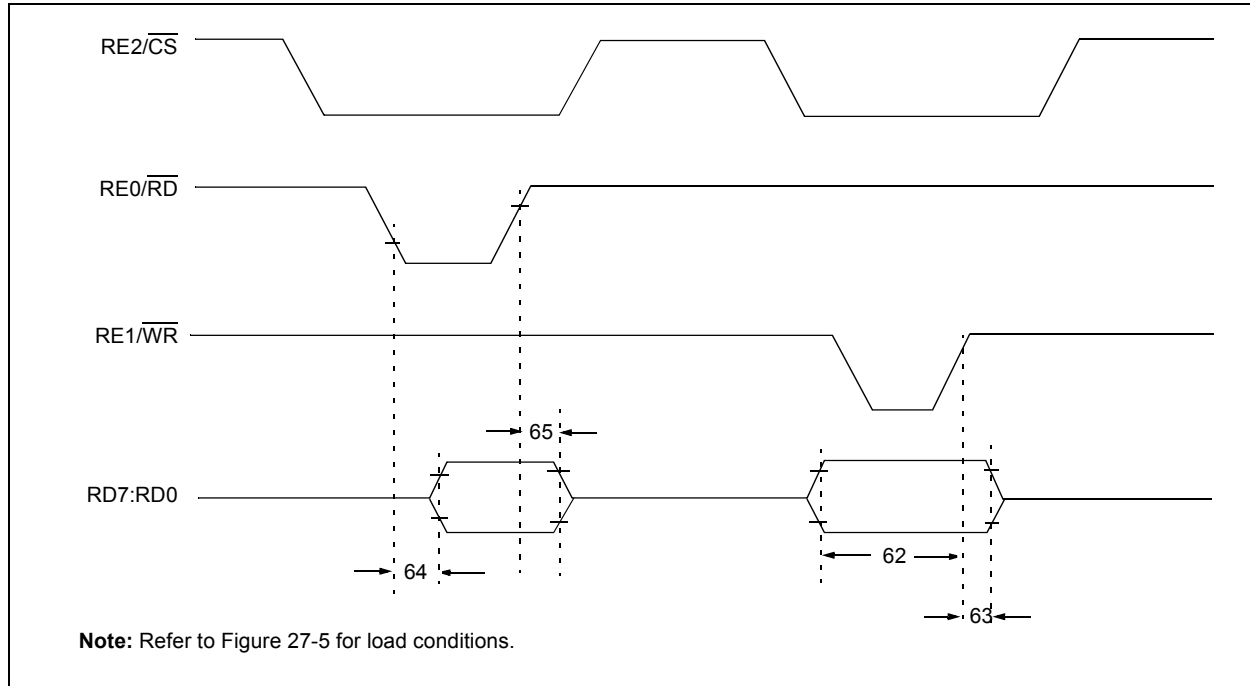 RE2/CS
RE0/RD
RE1/WR
65
RD7:RD0
64
62
63
Note: Refer to Figure 27-5 for load conditions.